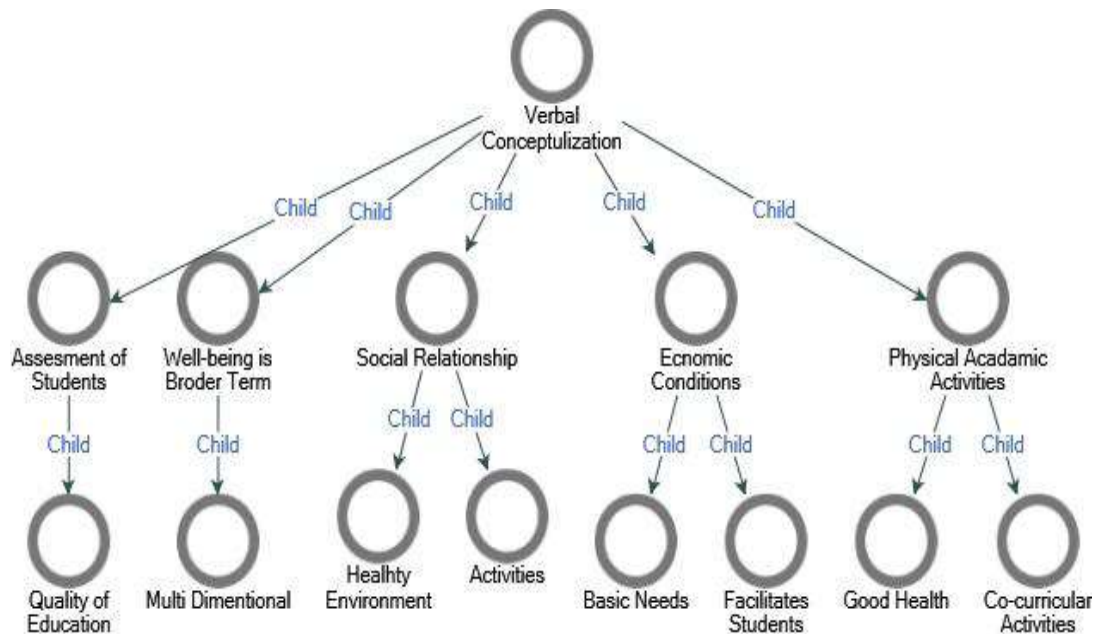 Verbal
Conceptulization
Child
Child
Child
Child
Child
Assesment of
Students
Well-being is
Broder Term
Social Relationship
Ecnomic
Conditions
Physical Acadamic
Activities
Child
Child
Child
Child
Child
Child
Child
Child
Quality of
Education
Multi Dimentional
Healhty
Environment
Activities
Basic Needs
Facilitates
Students
Good Health
Co-curricular
Activities